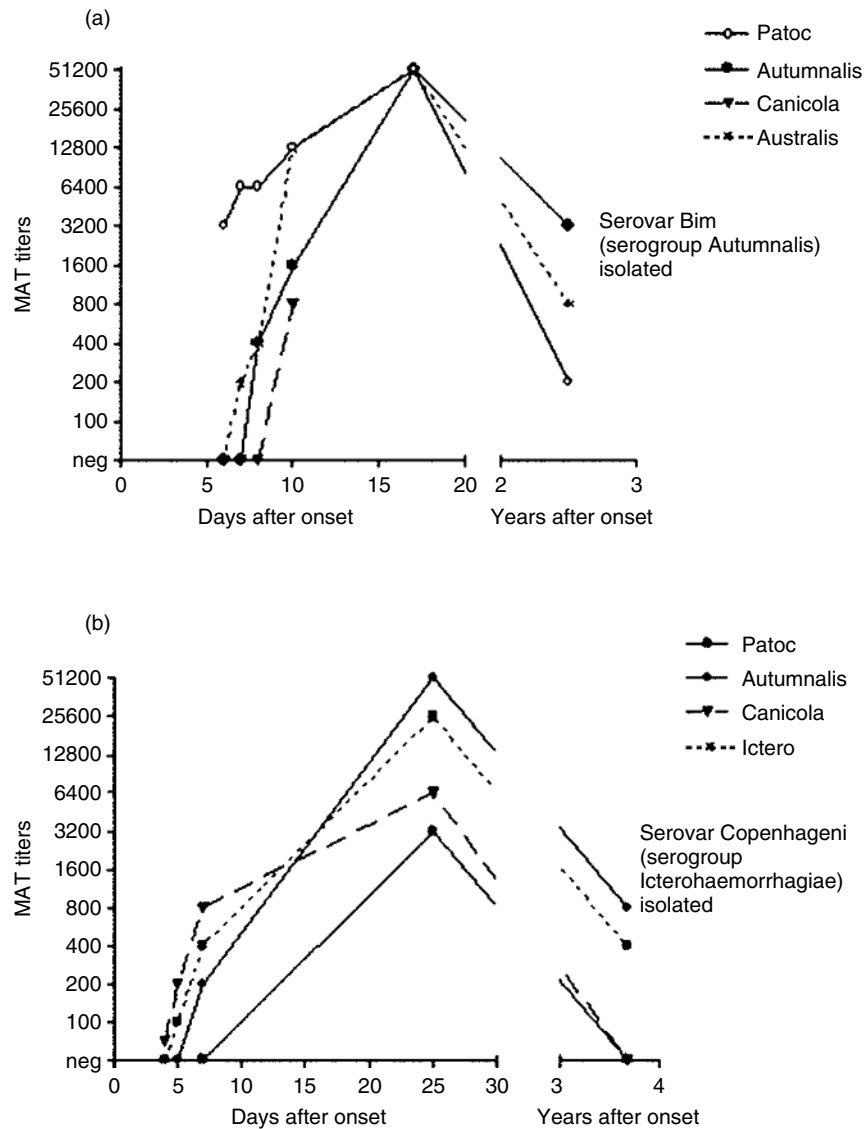 (a)
Patoc
Autumnalis
Canicola
Australis
MAT titers
51200
25600
12800
6400
3200
1600
800
400
200
100
neg
0
5
10
15
20
2
3
Days after onset
Years after onset
Serovar Bim
(serogroup Autumnalis)
isolated
(b)
Patoc
Autumnalis
Canicola
Ictero
MAT titers
51200
25600
12800
6400
3200
1600
800
400
200
100
neg
0
5
10
15
20
25
30
3
4
Days after onset
Years after onset
Serovar Copenhageni
(serogroup
Icterohaemorrhagiae)
isolated